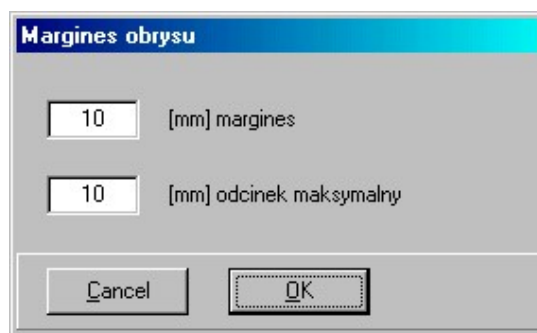 Margines obrysu
10 [mm] margines
10 [mm] odcinek maksymalny
Cancel OK